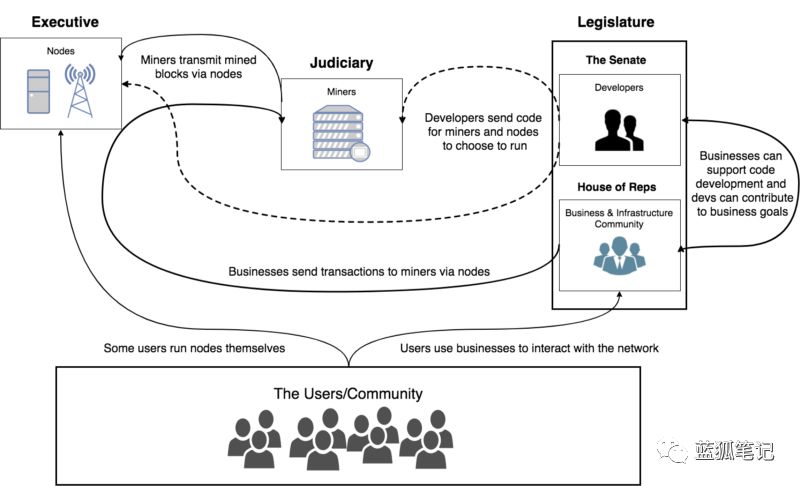 Executive
Nodes
Miners transmit mined
blocks via nodes
Judiciary
Miners
Developers send code
for miners and nodes
to choose to run
Legislature
The Senate
Developers
House of Reps
Business & Infrastructure
Community
Businesses can
support code
development and
devs can contribute
to business goals
Businesses send transactions to miners via nodes
Some users run nodes themselves
Users use businesses to interact with the network
The Users/Community
蓝狐笔记